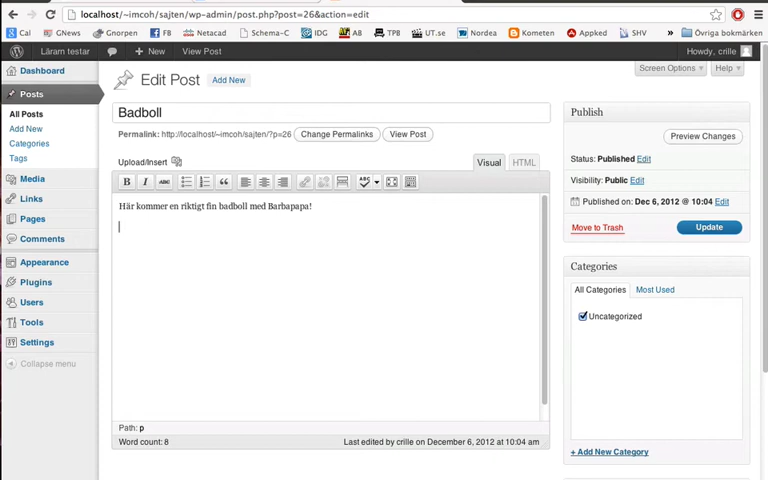 localhost/~imcoh/sajten/wp-admin/post.php?post=26&action=edit
Cal GNews Gnorpen FB Netacad Schema-C IDG AB TPB UT.se Nordea Kometen Appked SHV » Övriga bokmärken
Läram testar + New View Post Howdy, crille
Dashboard
Posts
All Posts
Add New
Categories
Tags
Media
Links
Pages
Comments
Appearance
Plugins
Users
Tools
Settings
Collapse menu
Screen Options Help
Edit Post Add New
Badboll
Permalink: http://localhost/~imcoh/sajten/?p=26 Change Permalinks View Post
Upload/Insert Visual HTML
B I ABC ABC
Här kommer en riktigt fin badboll med Barbapapa!
Path: p
Word count: 8 Last edited by crille on December 6, 2012 at 10:04 am
Publish
Preview Changes
Status: Published Edit
Visibility: Public Edit
Published on: Dec 6, 2012 @ 10:04 Edit
Move to Trash Update
Categories
All Categories Most Used
Uncategorized
+ Add New Category